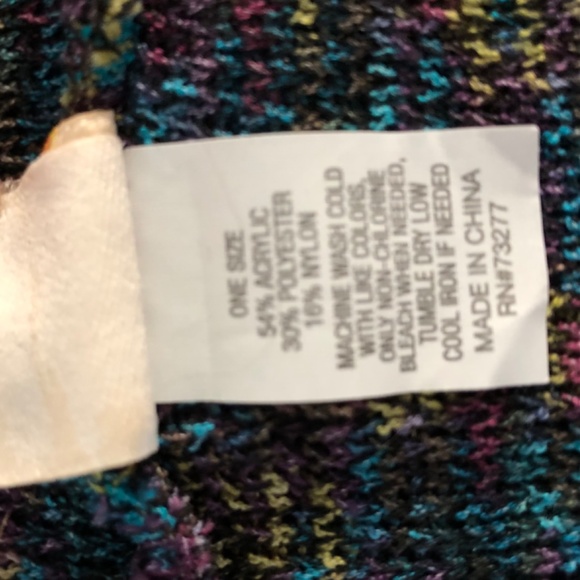 ONE SIZE
54% ACRYLIC
30% POLYESTER
16% NYLON
MACHINE WASH COLD
WITH LIKE COLORS,
ONLY NON-CHLORINE
BLEACH WHEN NEEDED,
TUMBLE DRY LOW
COOL IRON IF NEEDED
MADE IN CHINA
RN#73277